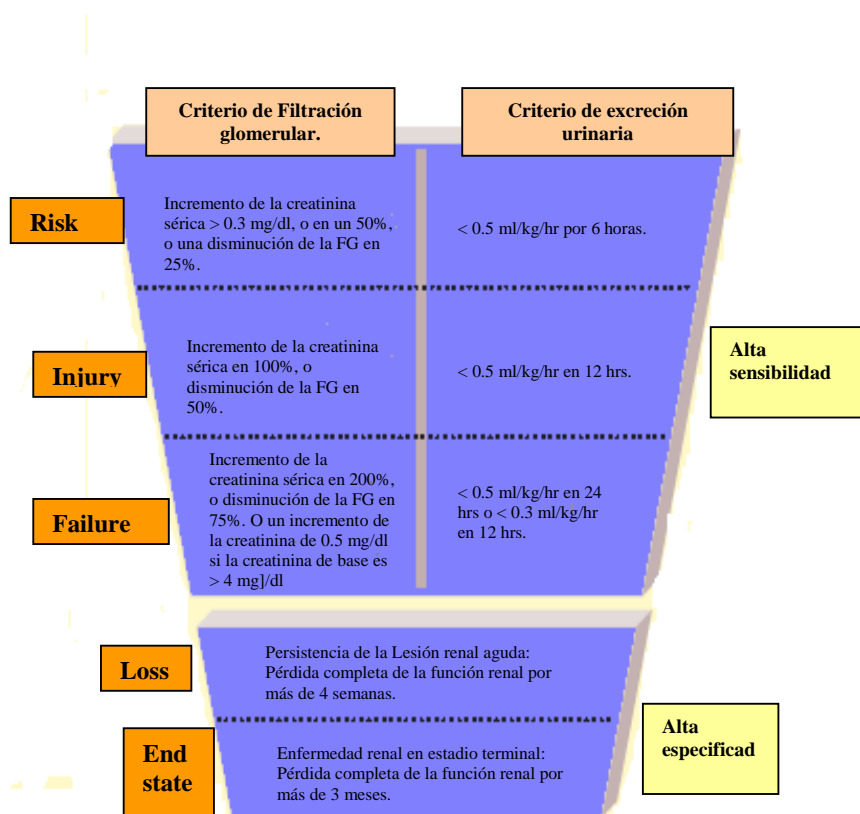 Criterio de Filtración
glomerular.
Criterio de excreción
urinaria
Risk
Incremento de la creatinina
sérica > 0.3 mg/dl, o en un 50%,
o una disminución de la FG en
25%.
< 0.5 ml/kg/hr por 6 horas.
Injury
Incremento de la creatinina
sérica en 100%, o
disminución de la FG en
50%.
< 0.5 ml/kg/hr en 12 hrs.
Alta
sensibilidad
Failure
Incremento de la
creatinina sérica en 200%,
o disminución de la FG en
75%. O un incremento de
la creatinina de 0.5 mg/dl
si la creatinina de base es
> 4 mg]/dl
< 0.5 ml/kg/hr en 24
hrs o < 0.3 ml/kg/hr
en 12 hrs.
Loss
Persistencia de la Lesión renal aguda:
Pérdida completa de la función renal por
más de 4 semanas.
End
state
Enfermedad renal en estadio terminal:
Pérdida completa de la función renal por
más de 3 meses.
Alta
especificad